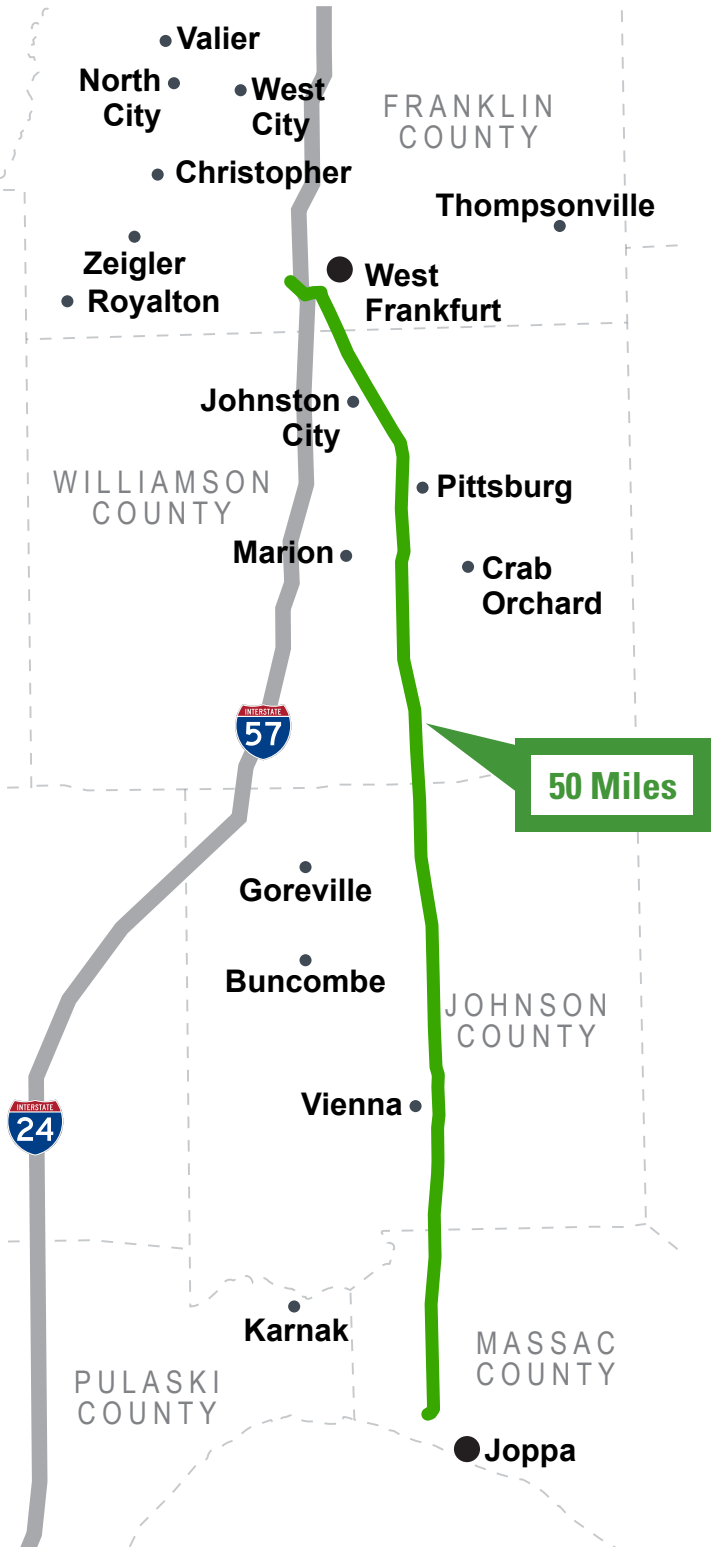 Valier
North
City
West
City
FRANKLIN
COUNTY
Christopher
Thompsonville
Zeigler
West
Frankfurt
Royalton
Johnston
City
WILLIAMSON
COUNTY
Pittsburg
Marion
Crab
Orchard
INTERSTATE
57
50 Miles
Goreville
Buncombe
JOHNSON
COUNTY
Vienna
INTERSTATE
24
Karnak
MASSAC
COUNTY
PULASKI
COUNTY
Joppa